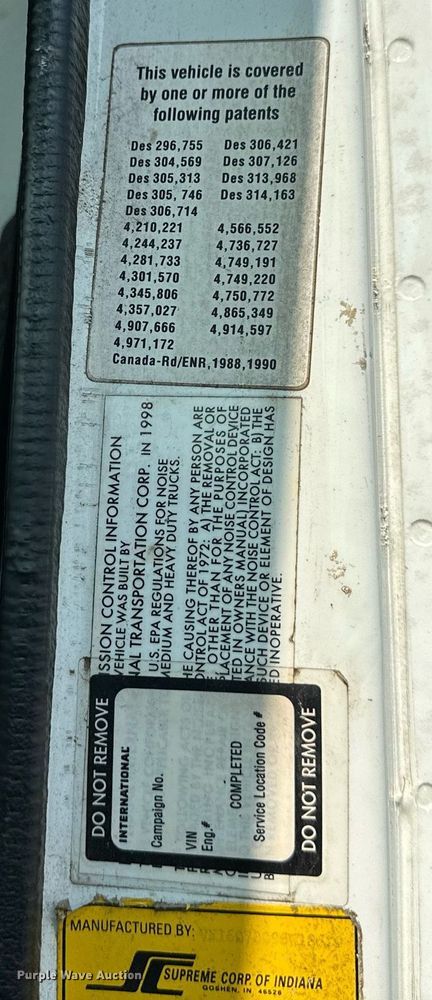 This vehicle is covered
by one or more of the
following patents
Des 296,755 Des 306,421
Des 304,569 Des 307,126
Des 305,313 Des 313,968
Des 305, 746 Des 314,163
Des 306,714
4,210,221 4,566,552
4,244,237 4,736,727
4,281,733 4,749,191
4,301,570 4,749,220
4,345,806 4,750,772
4,357,027 4,865,349
4,907,666 4,914,597
4,971,172
Canada-Rd/ENR,1988,1990
SSION CONTROL INFORMATION
VEHICLE WAS BUILT BY
NAL TRANSPORTATION CORP. IN 1998
U.S. EPA REGULATIONS FOR NOISE
MEDIUM AND HEAVY DUTY TRUCKS.
HE CAUSING THEREOF BY ANY PERSON ARE
ONTROL ACT OF 1972: A) THE REMOVAL OR
OTHER THAN FOR THE PURPOSES OF
PLACEMENT OF ANY NOISE CONTROL DEVICE
TED IN OWNERS MANUAL) INCORPORATED
ANCE WITH THE NOISE CONTROL ACT: B) THE
SUCH DEVICE OR ELEMENT OF DESIGN HAS
ED INOPERATIVE.
DO NOT REMOVE
INTERNATIONAL
Campaign No.
VIN
Eng.#
COMPLETED
Service Location Code #
DO NOT REMOVE
MANUFACTURED BY:
SUPREME CORP. OF INDIANA
GOSHEN, IN. 46526
Purple Wave Auction